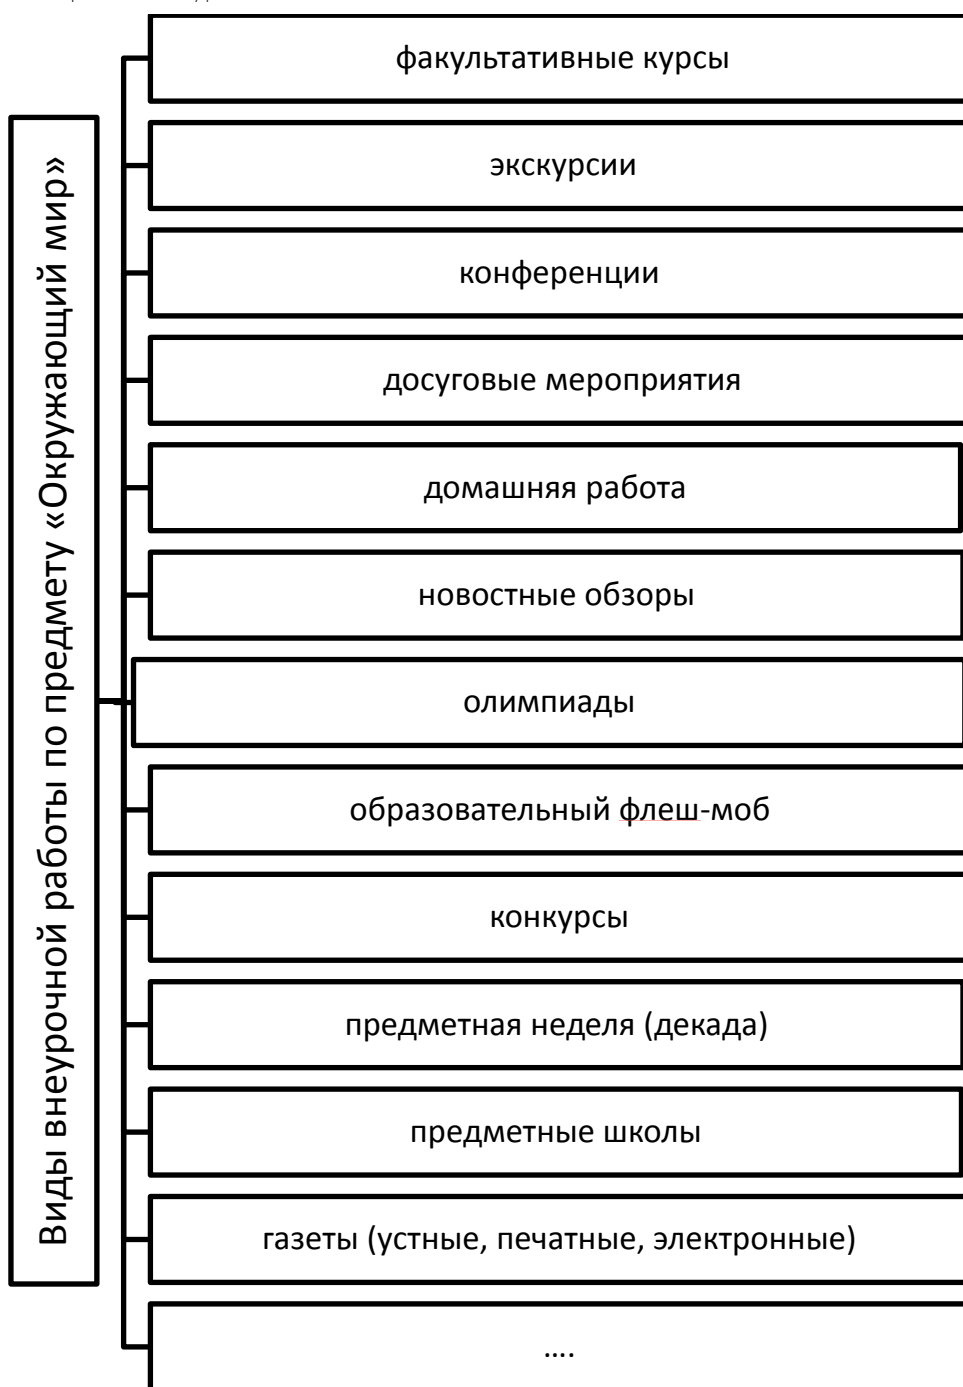 Виды внеурочной работы по предмету «Окружающий мир»
факультативные курсы
экскурсии
конференции
досуговые мероприятия
домашняя работа
новостные обзоры
олимпиады
образовательный флеш-моб
конкурсы
предметная неделя (декада)
предметные школы
газеты (устные, печатные, электронные)
....